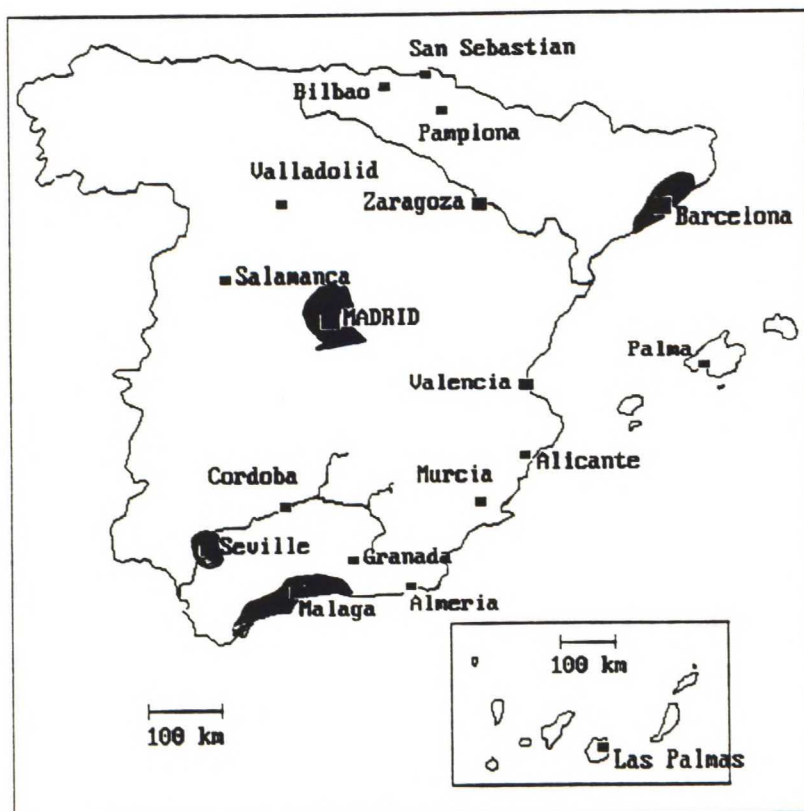 San Sebastian
Bilbao
Pamplona
Valladolid
Zaragoza
Barcelona
Salamanca
MADRID
Palma
Valencia
Cordoba
Murcia
Alicante
Seville
Granada
Malaga
Almeria
100 km
100 km
Las Palmas